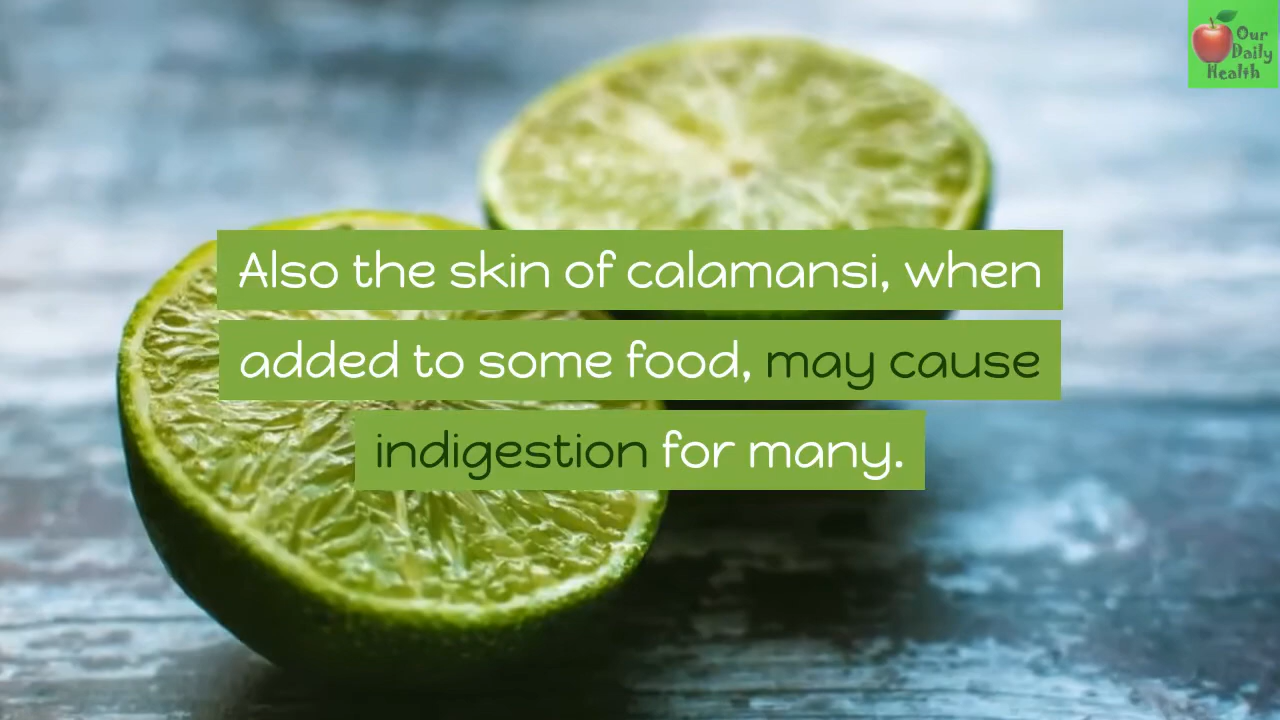 Our
Daily
Health
Also the skin of calamansi, when
added to some food, may cause
indigestion for many.